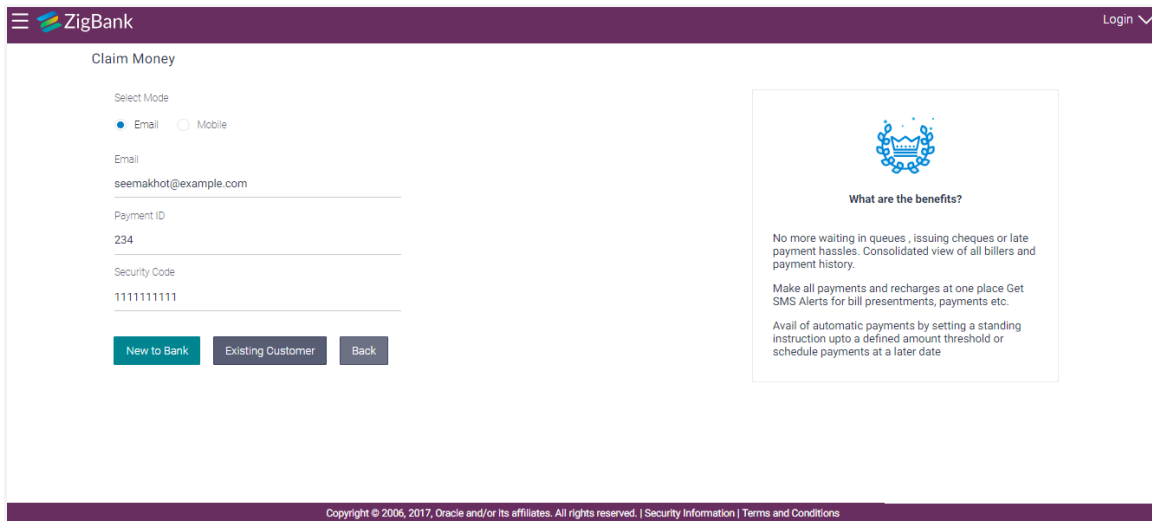 ZigBank
Login
Claim Money
Select Mode
Email Mobile
Email
seemakhot@example.com
Payment ID
234
Security Code
1111111111
New to Bank Existing Customer Back
What are the benefits?
No more waiting in queues , issuing cheques or late
payment hassles. Consolidated view of all billers and
payment history.
Make all payments and recharges at one place Get
SMS Alerts for bill presentments, payments etc.
Avail of automatic payments by setting a standing
instruction upto a defined amount threshold or
schedule payments at a later date
Copyright © 2006, 2017, Oracle and/or its affiliates. All rights reserved. | Security Information | Terms and Conditions